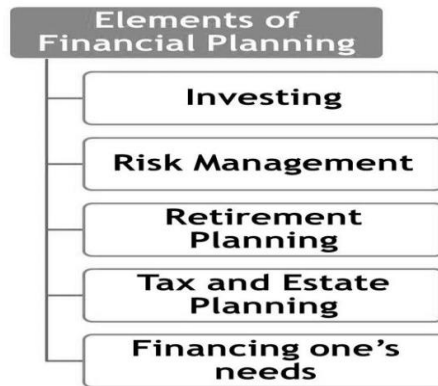 Elements of
Financial Planning
Investing
Risk Management
Retirement
Planning
Tax and Estate
Planning
Financing one's
needs